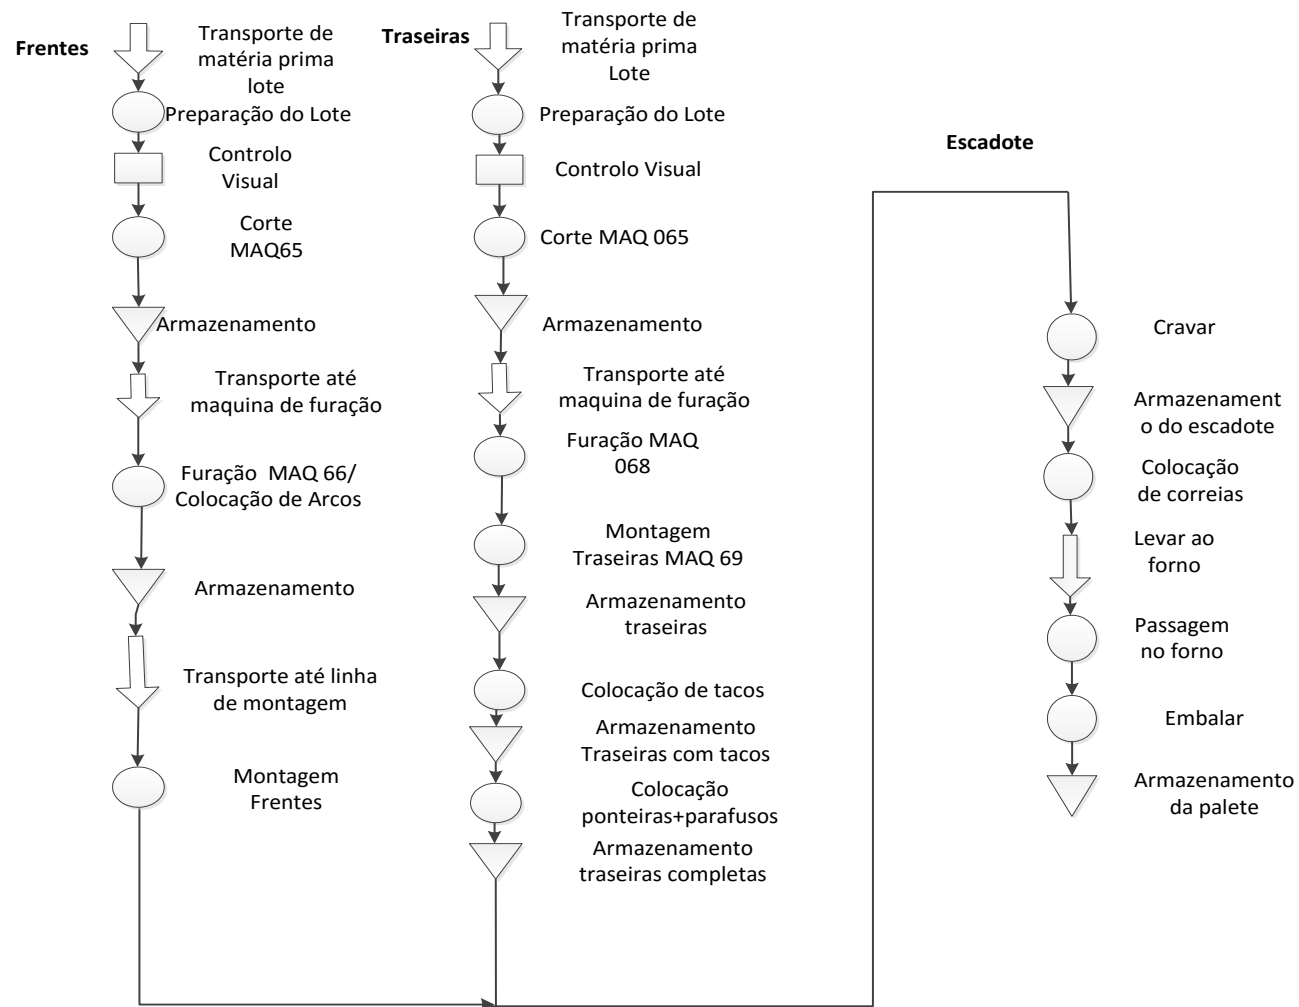 Frentes
Transporte de
matéria prima
lote
Preparação do Lote
Controlo
Visual
Corte
MAQ65
Armazenamento
Transporte até
maquina de furação
Furação  MAQ 66/
Colocação de Arcos
Armazenamento
Transporte até linha
de montagem
Montagem
Frentes
Traseiras
Transporte de
matéria prima
Lote
Preparação do Lote
Controlo Visual
Corte MAQ 065
Armazenamento
Transporte até
maquina de furação
Furação MAQ
068
Montagem
Traseiras MAQ 69
Armazenamento
traseiras
Colocação de tacos
Armazenamento
Traseiras com tacos
Colocação
ponteiras+parafusos
Armazenamento
traseiras completas
Escadote
Cravar
Armazenament
o do escadote
Colocação
de correias
Levar ao
forno
Passagem
no forno
Embalar
Armazenamento
da palete